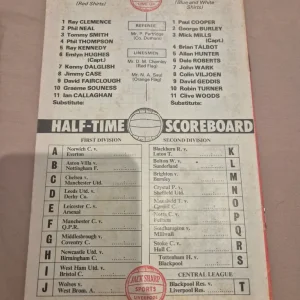 (Red Shirts)
(Blue and White Shirts)
1 Ray CLEMENCE
2 Phil NEAL
3 Tommy SMITH
4 Phil THOMPSON
5 Ray KENNEDY
6 Emlyn HUGHES
(Capt.)
7 Kenny DALGLISH
8 Jimmy CASE
9 David FAIRCLOUGH
10 Graeme SOUNESS
11 Ian CALLAGHAN
Substitute:
REFEREE
Mr. P. Partridge
(Co. Durham)
LINESMEN
(Red Flag)
(Orange Flag)
1 Paul COOPER
2 George BURLEY
3 Mick MILLS
(Capt.)
4 Brian TALBOT
5 Allan HUNTER
6 Dale ROBERTS
7 John WARK
8 Colin VILJOEN
9 David GEDDIS
10 Robin TURNER
11 Clive WOODS
Substitute:
HALF-TIME SCOREBOARD
FIRST DIVISION
A Norwich C. v.
Everton
B Aston Villa v.
Nottingham F.
C Chelsea v.
Manchester Utd.
D Leeds Utd. v.
Derby Co.
E Leicester C. v.
Arsenal
F Manchester C. v.
Q.P.R.
G Middlesbrough v.
Coventry C.
H Newcastle Utd. v.
Birmingham C.
I West Ham Utd. v.
Bristol C.
J Wolves v.
West Brom. A.
SECOND DIVISION
K Blackburn R. v.
Luton T.
L Bolton W. v.
Sunderland
M Brighton v.
Burnley
N Crystal P. v.
Sheffield Utd.
O Mansfield T. v.
Cardiff C.
P Notts C. v.
Fulham
Q Southampton v.
Millwall
R Stoke C. v.
Hull C.
S Tottenham H. v.
Blackpool
CENTRAL LEAGUE
Blackpool Res. v.
Liverpool Res.
T
JACK SHARP
SPORTS